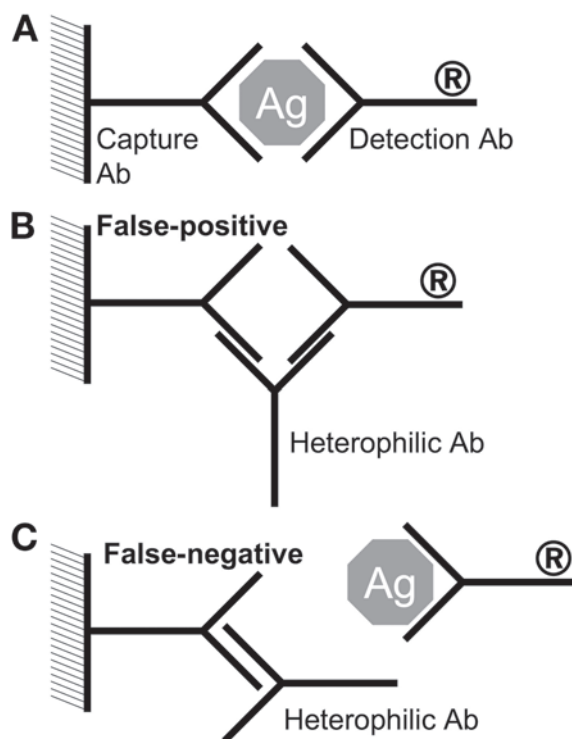 A
Ag
®
Capture
Ab
Detection Ab
B
False-positive
®
Heterophilic Ab
C
False-negative
Ag
®
Heterophilic Ab